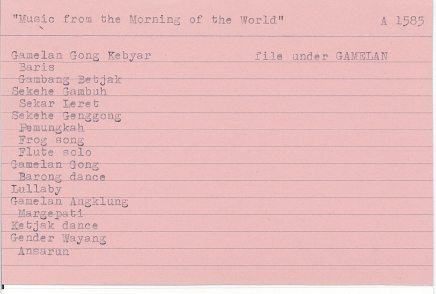 "Music from the Morning of the World" A 1585
Gamelan Gong Kebyar file under GAMELAN
Baris
Gambang Betjak
Sekehe Gambuh
Sekar Leret
Sekehe Genggong
Pemungkah
Frog song
Flute solo
Gamelan Gong
Barong dance
Lullaby
Gamelan Angklung
Margepati
Ketjak dance
Gender Wayang
Ansarun